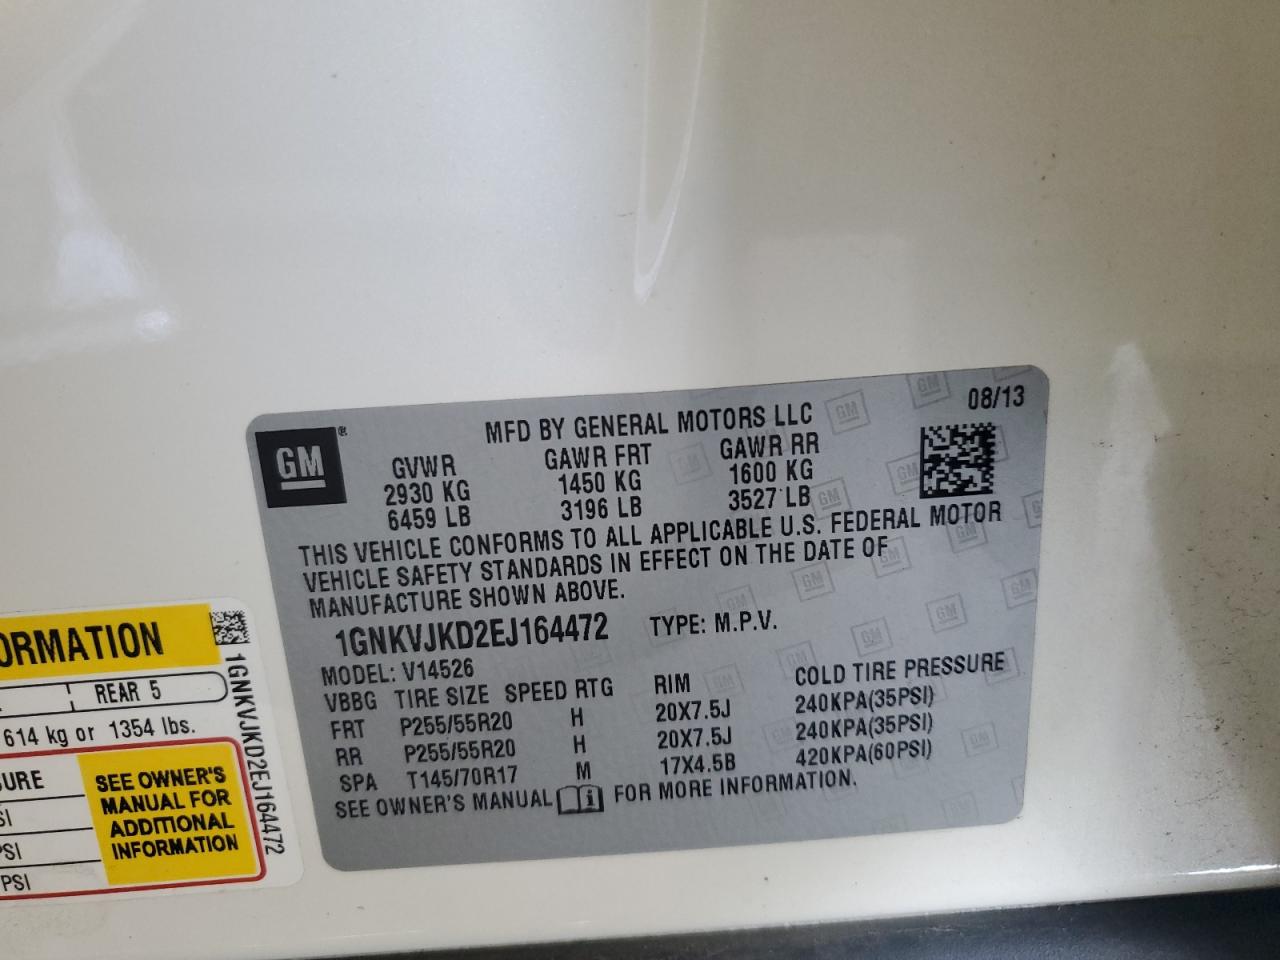 08/13
MFD BY GENERAL MOTORS LLC
GM ®
GVWR GAWR FRT GAWR RR
2930 KG 1450 KG 1600 KG
6459 LB 3196 LB 3527 LB
THIS VEHICLE CONFORMS TO ALL APPLICABLE U.S. FEDERAL MOTOR
VEHICLE SAFETY STANDARDS IN EFFECT ON THE DATE OF
MANUFACTURE SHOWN ABOVE.
1GNKVJKD2EJ164472 TYPE: M.P.V.
MODEL: V14526
VBBG TIRE SIZE SPEED RTG RIM COLD TIRE PRESSURE
FRT P255/55R20 H 20X7.5J 240KPA(35PSI)
RR P255/55R20 H 20X7.5J 240KPA(35PSI)
SPA T145/70R17 M 17X4.5B 420KPA(60PSI)
SEE OWNER'S MANUAL FOR MORE INFORMATION.
ORMATION
REAR 5
614 kg or 1354 lbs.
URE
SI
PSI
PSI
SEE OWNER'S
MANUAL FOR
ADDITIONAL
INFORMATION
1GNKVJKD2EJ164472